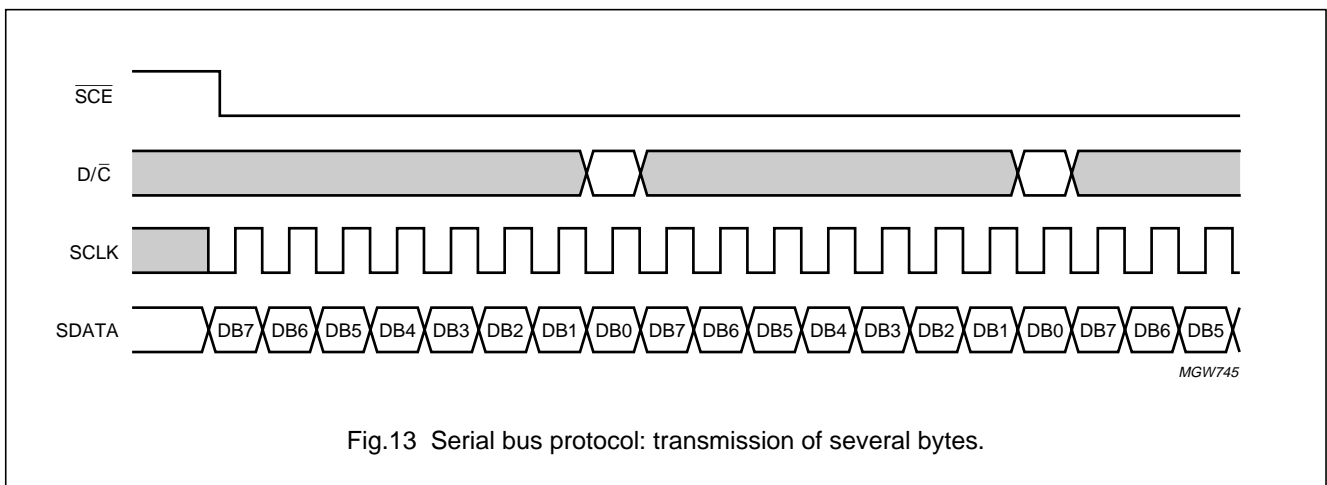 SCE
D/C
SCLK
SDATA DB7 DB6 DB5 DB4 DB3 DB2 DB1 DB0 DB7 DB6 DB5 DB4 DB3 DB2 DB1 DB0 DB7 DB6 DB5
MGW745
Fig.13 Serial bus protocol: transmission of several bytes.